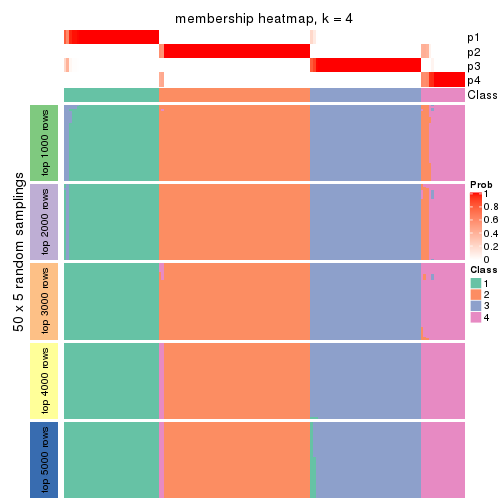 membership heatmap, k = 4
p1
p2
p3
p4
Class
50 x 5 random samplings
top 1000 rows
top 2000 rows
top 3000 rows
top 4000 rows
top 5000 rows
Prob
1
0.8
0.6
0.4
0.2
0
Class
1
2
3
4